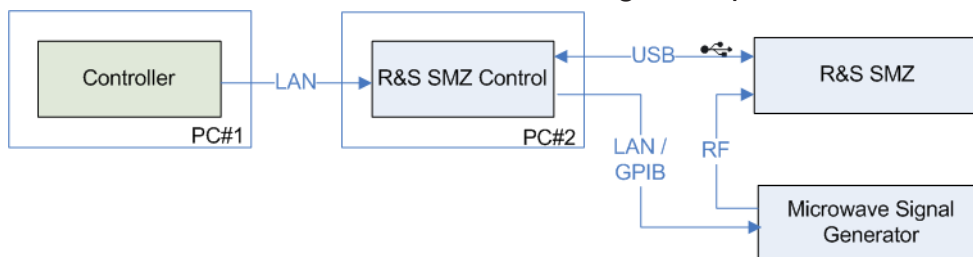 Controller
LAN
R&S SMZ Control
USB
R&S SMZ
PC#1
PC#2
LAN /
GPIB
RF
Microwave Signal
Generator